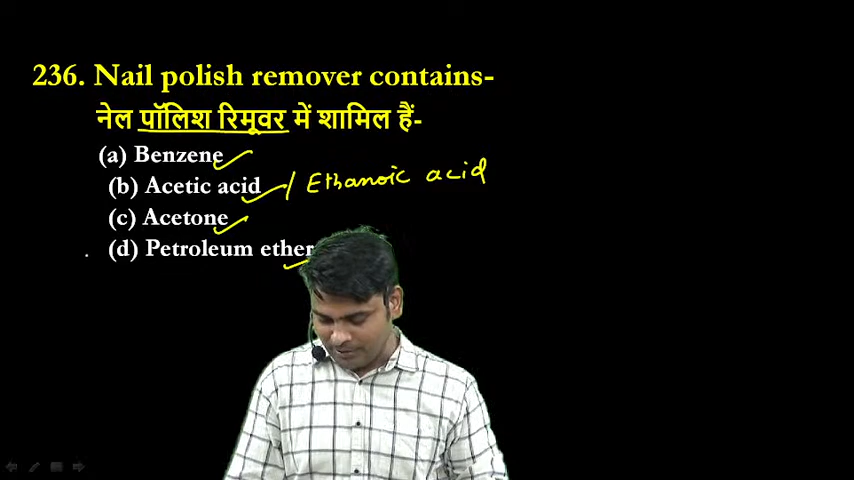 236. Nail polish remover contains-
नेल पॉलिश रिमूवर में शामिल हैं-
(a) Benzene
(b) Acetic acid / Ethanoic acid
(c) Acetone
(d) Petroleum ether